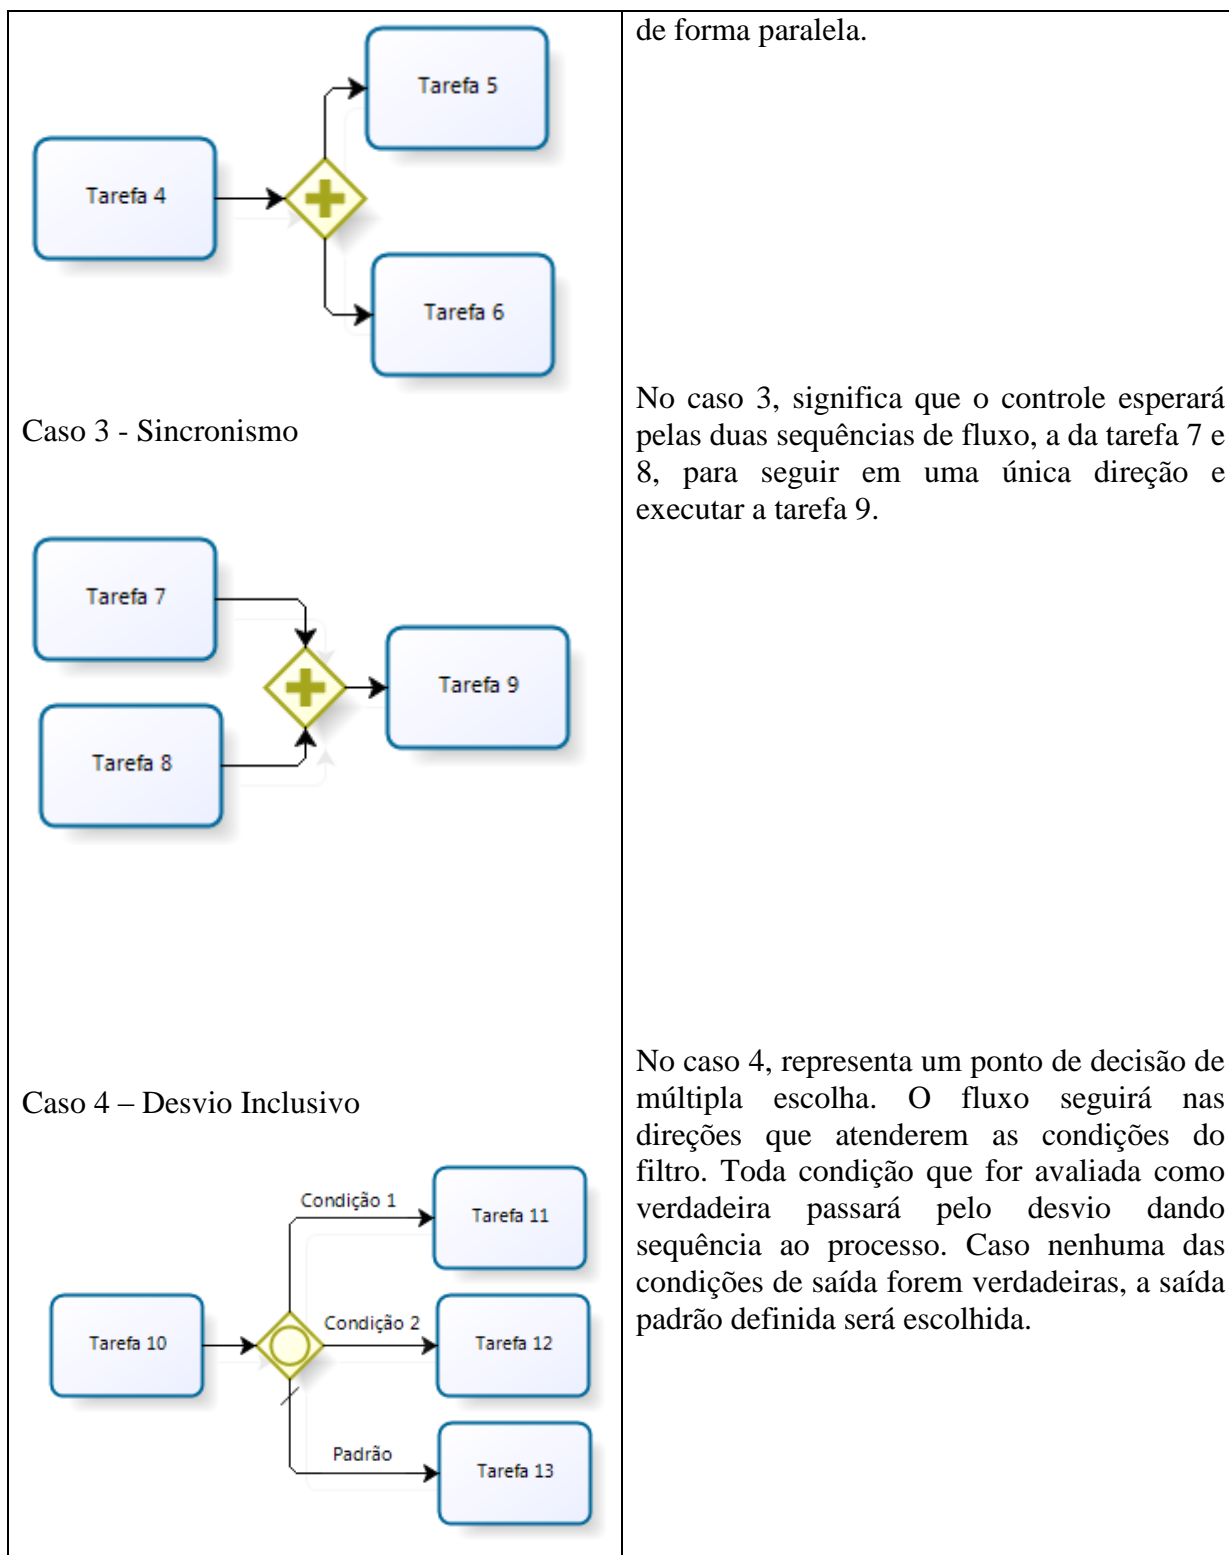 de forma paralela.
Tarefa 5
Tarefa 4
Tarefa 6
Caso 3 - Sincronismo
No caso 3, significa que o controle esperará
pelas duas sequências de fluxo, a da tarefa 7 e
8, para seguir em uma única direção e
executar a tarefa 9.
Tarefa 7
Tarefa 9
Tarefa 8
Caso 4 – Desvio Inclusivo
No caso 4, representa um ponto de decisão de
múltipla escolha. O fluxo seguirá nas
direções que atenderem as condições do
filtro. Toda condição que for avaliada como
verdadeira passará pelo desvio dando
sequência ao processo. Caso nenhuma das
condições de saída forem verdadeiras, a saída
padrão definida será escolhida.
Condição 1
Tarefa 11
Tarefa 10
Condição 2
Tarefa 12
Padrão
Tarefa 13